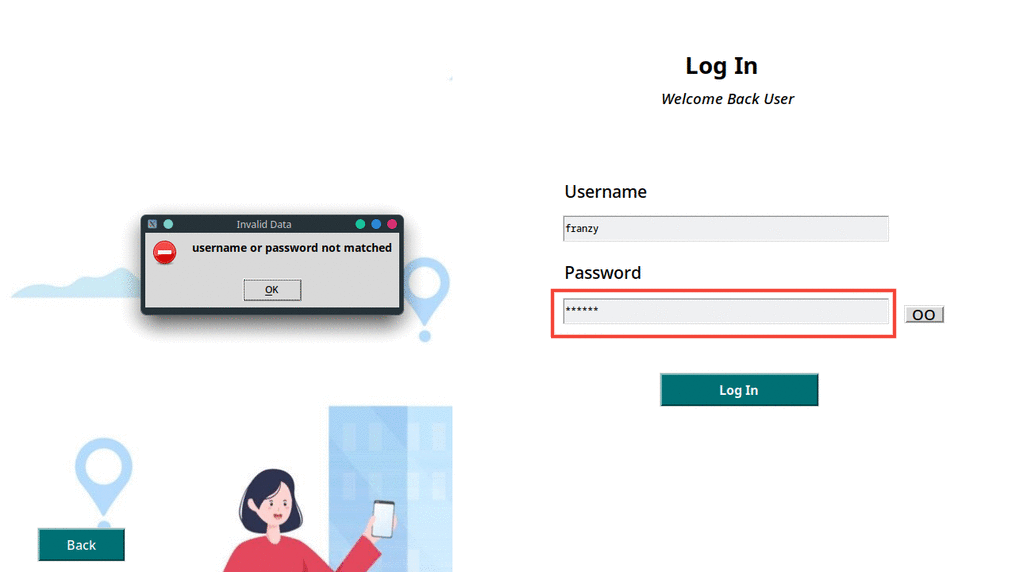 Log In
Welcome Back User
Username
franzy
Password
******
OO
Log In
Invalid Data
username or password not matched
OK
Back